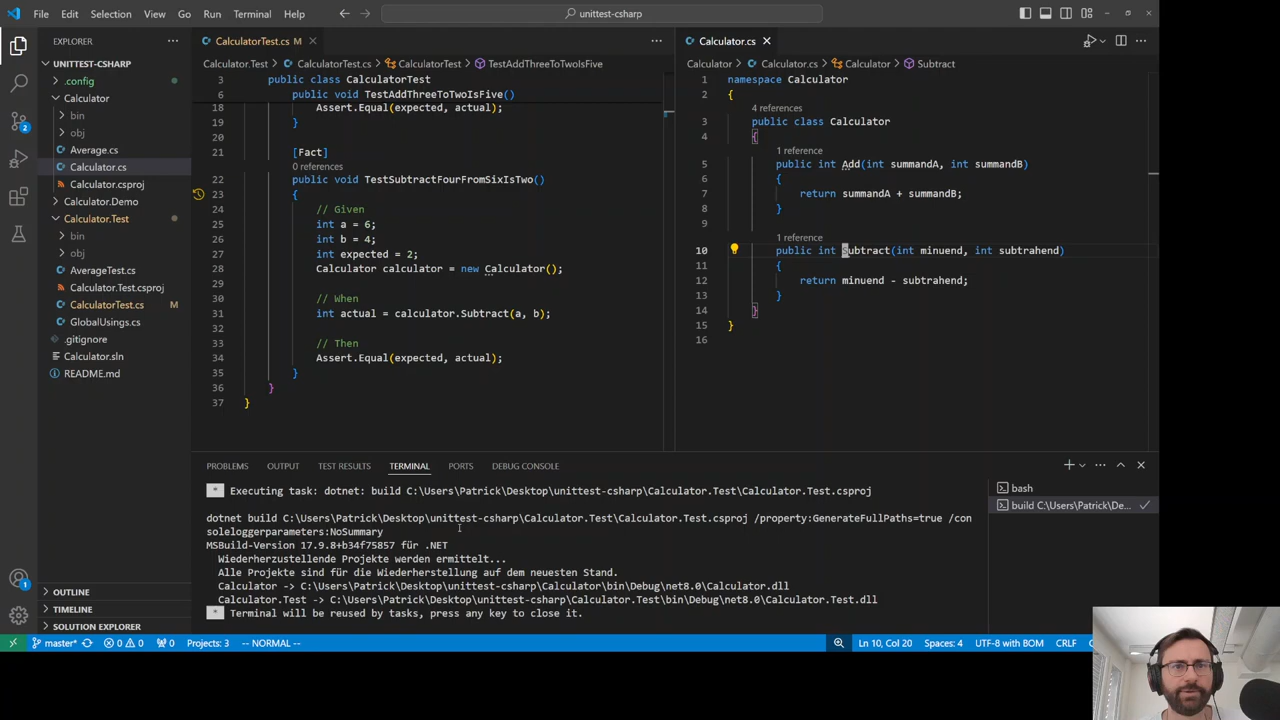 File Edit Selection View Go Run Terminal Help
unittest-csharp
EXPLORER
UNITTEST-CSHARP
.config
Calculator
bin
obj
Average.cs
Calculator.cs
Calculator.csproj
Calculator.Demo
Calculator.Test
bin
obj
AverageTest.cs
Calculator.Test.csproj
CalculatorTest.cs M
GlobalUsings.cs
.gitignore
Calculator.sln
README.md
OUTLINE
TIMELINE
SOLUTION EXPLORER
2
1
CalculatorTest.cs M
Calculator.Test > CalculatorTest.cs > CalculatorTest > TestAddThreeToTwoIsFive
3 public class CalculatorTest
6 public void TestAddThreeToTwoIsFive()
18 Assert.Equal(expected, actual);
19 }
20
21 [Fact]
0 references
22 public void TestSubtractFourFromSixIsTwo()
23 {
24 // Given
25 int a = 6;
26 int b = 4;
27 int expected = 2;
28 Calculator calculator = new Calculator();
29
30 // When
31 int actual = calculator.Subtract(a, b);
32
33 // Then
34 Assert.Equal(expected, actual);
35 }
36 }
37 }
Calculator.cs
Calculator > Calculator.cs > Calculator > Subtract
1 namespace Calculator
2 {
4 references
3 public class Calculator
4 {
1 reference
5 public int Add(int summandA, int summandB)
6 {
7 return summandA + summandB;
8 }
9
1 reference
10 public int Subtract(int minuend, int subtrahend)
11 {
12 return minuend - subtrahend;
13 }
14 }
15 }
16
PROBLEMS OUTPUT TEST RESULTS TERMINAL PORTS DEBUG CONSOLE
* Executing task: dotnet: build C:\Users\Patrick\Desktop\unittest-csharp\Calculator.Test\Calculator.Test.csproj
dotnet build C:\Users\Patrick\Desktop\unittest-csharp\Calculator.Test\Calculator.Test.csproj /property:GenerateFullPaths=true /con
soleloggerparameters:NoSummary
MSBuild-Version 17.9.8+b34f75857 für .NET
Wiederherzustellende Projekte werden ermittelt...
Alle Projekte sind für die Wiederherstellung auf dem neuesten Stand.
Calculator -> C:\Users\Patrick\Desktop\unittest-csharp\Calculator\bin\Debug\net8.0\Calculator.dll
Calculator.Test -> C:\Users\Patrick\Desktop\unittest-csharp\Calculator.Test\bin\Debug\net8.0\Calculator.Test.dll
* Terminal will be reused by tasks, press any key to close it.
bash
build C:\Users\Patrick\De...
master* 0 0 0 Projects: 3 -- NORMAL -- Ln 10, Col 20 Spaces: 4 UTF-8 with BOM CRLF